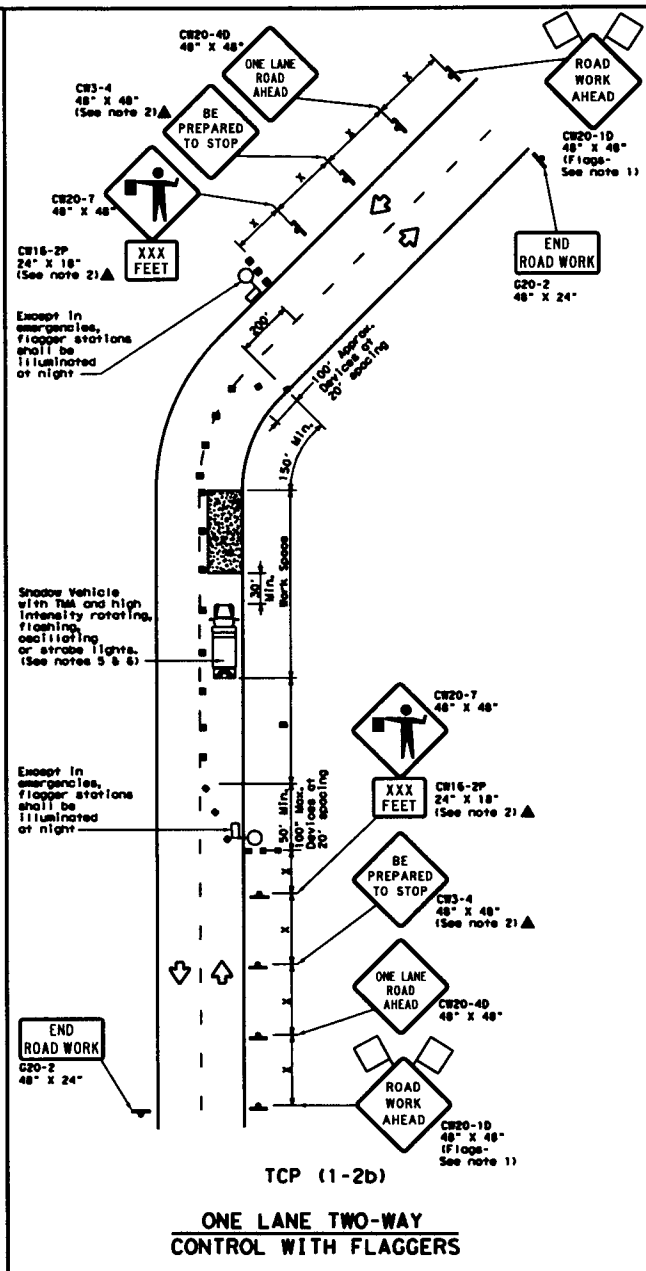 CW20-4D
48" X 48"
ONE LANE
ROAD
AHEAD
CW3-4
48" X 48"
(See note 2)▲
BE
PREPARED
TO STOP
CW20-7
48" X 48"
CW16-2P
24" X 18"
(See note 2)▲
XXX
FEET
X
X
X
X
ROAD
WORK
AHEAD
CW20-1D
48" X 48"
(Flags-
See note 1)
END
ROAD WORK
G20-2
48" X 24"
Except in
emergencies,
flagger stations
shall be
illuminated
at night
200'
100' Approx.
Devices at
20' spacing
150' Min.
30'
Min.
Work Space
Shadow Vehicle
with TMA and high
intensity rotating,
flashing,
oscillating
or strobe lights.
(See notes 5 & 6)
B
Except in
emergencies,
flagger stations
shall be
illuminated
at night
50' Min.
100' Max.
Devices at
20' spacing
CW20-7
48" X 48"
XXX
FEET
CW16-2P
24" X 18"
(See note 2)▲
X
BE
PREPARED
TO STOP
CW3-4
48" X 48"
(See note 2)▲
X
ONE LANE
ROAD
AHEAD
CW20-4D
48" X 48"
X
X
ROAD
WORK
AHEAD
CW20-1D
48" X 48"
(Flags-
See note 1)
END
ROAD WORK
G20-2
48" X 24"
TCP (1-2b)
ONE LANE TWO-WAY
CONTROL WITH FLAGGERS